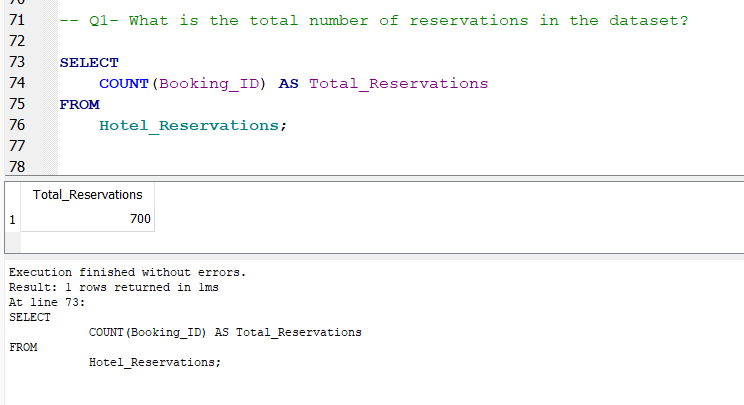 70
71 -- Q1- What is the total number of reservations in the dataset?
72
73 SELECT
74 COUNT(Booking_ID) AS Total_Reservations
75 FROM
76 Hotel_Reservations;
77
78
Total_Reservations
1 700
Execution finished without errors.
Result: 1 rows returned in 1ms
At line 73:
SELECT
COUNT(Booking_ID) AS Total_Reservations
FROM
Hotel_Reservations;